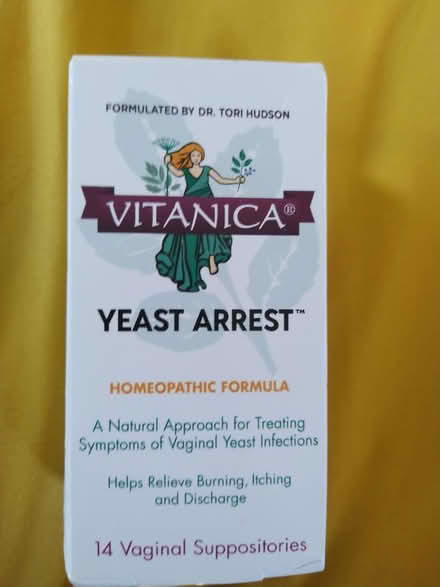 FORMULATED BY DR. TORI HUDSON
VITANICA®
YEAST ARREST™
HOMEOPATHIC FORMULA
A Natural Approach for Treating
Symptoms of Vaginal Yeast Infections
Helps Relieve Burning, Itching
and Discharge
14 Vaginal Suppositories